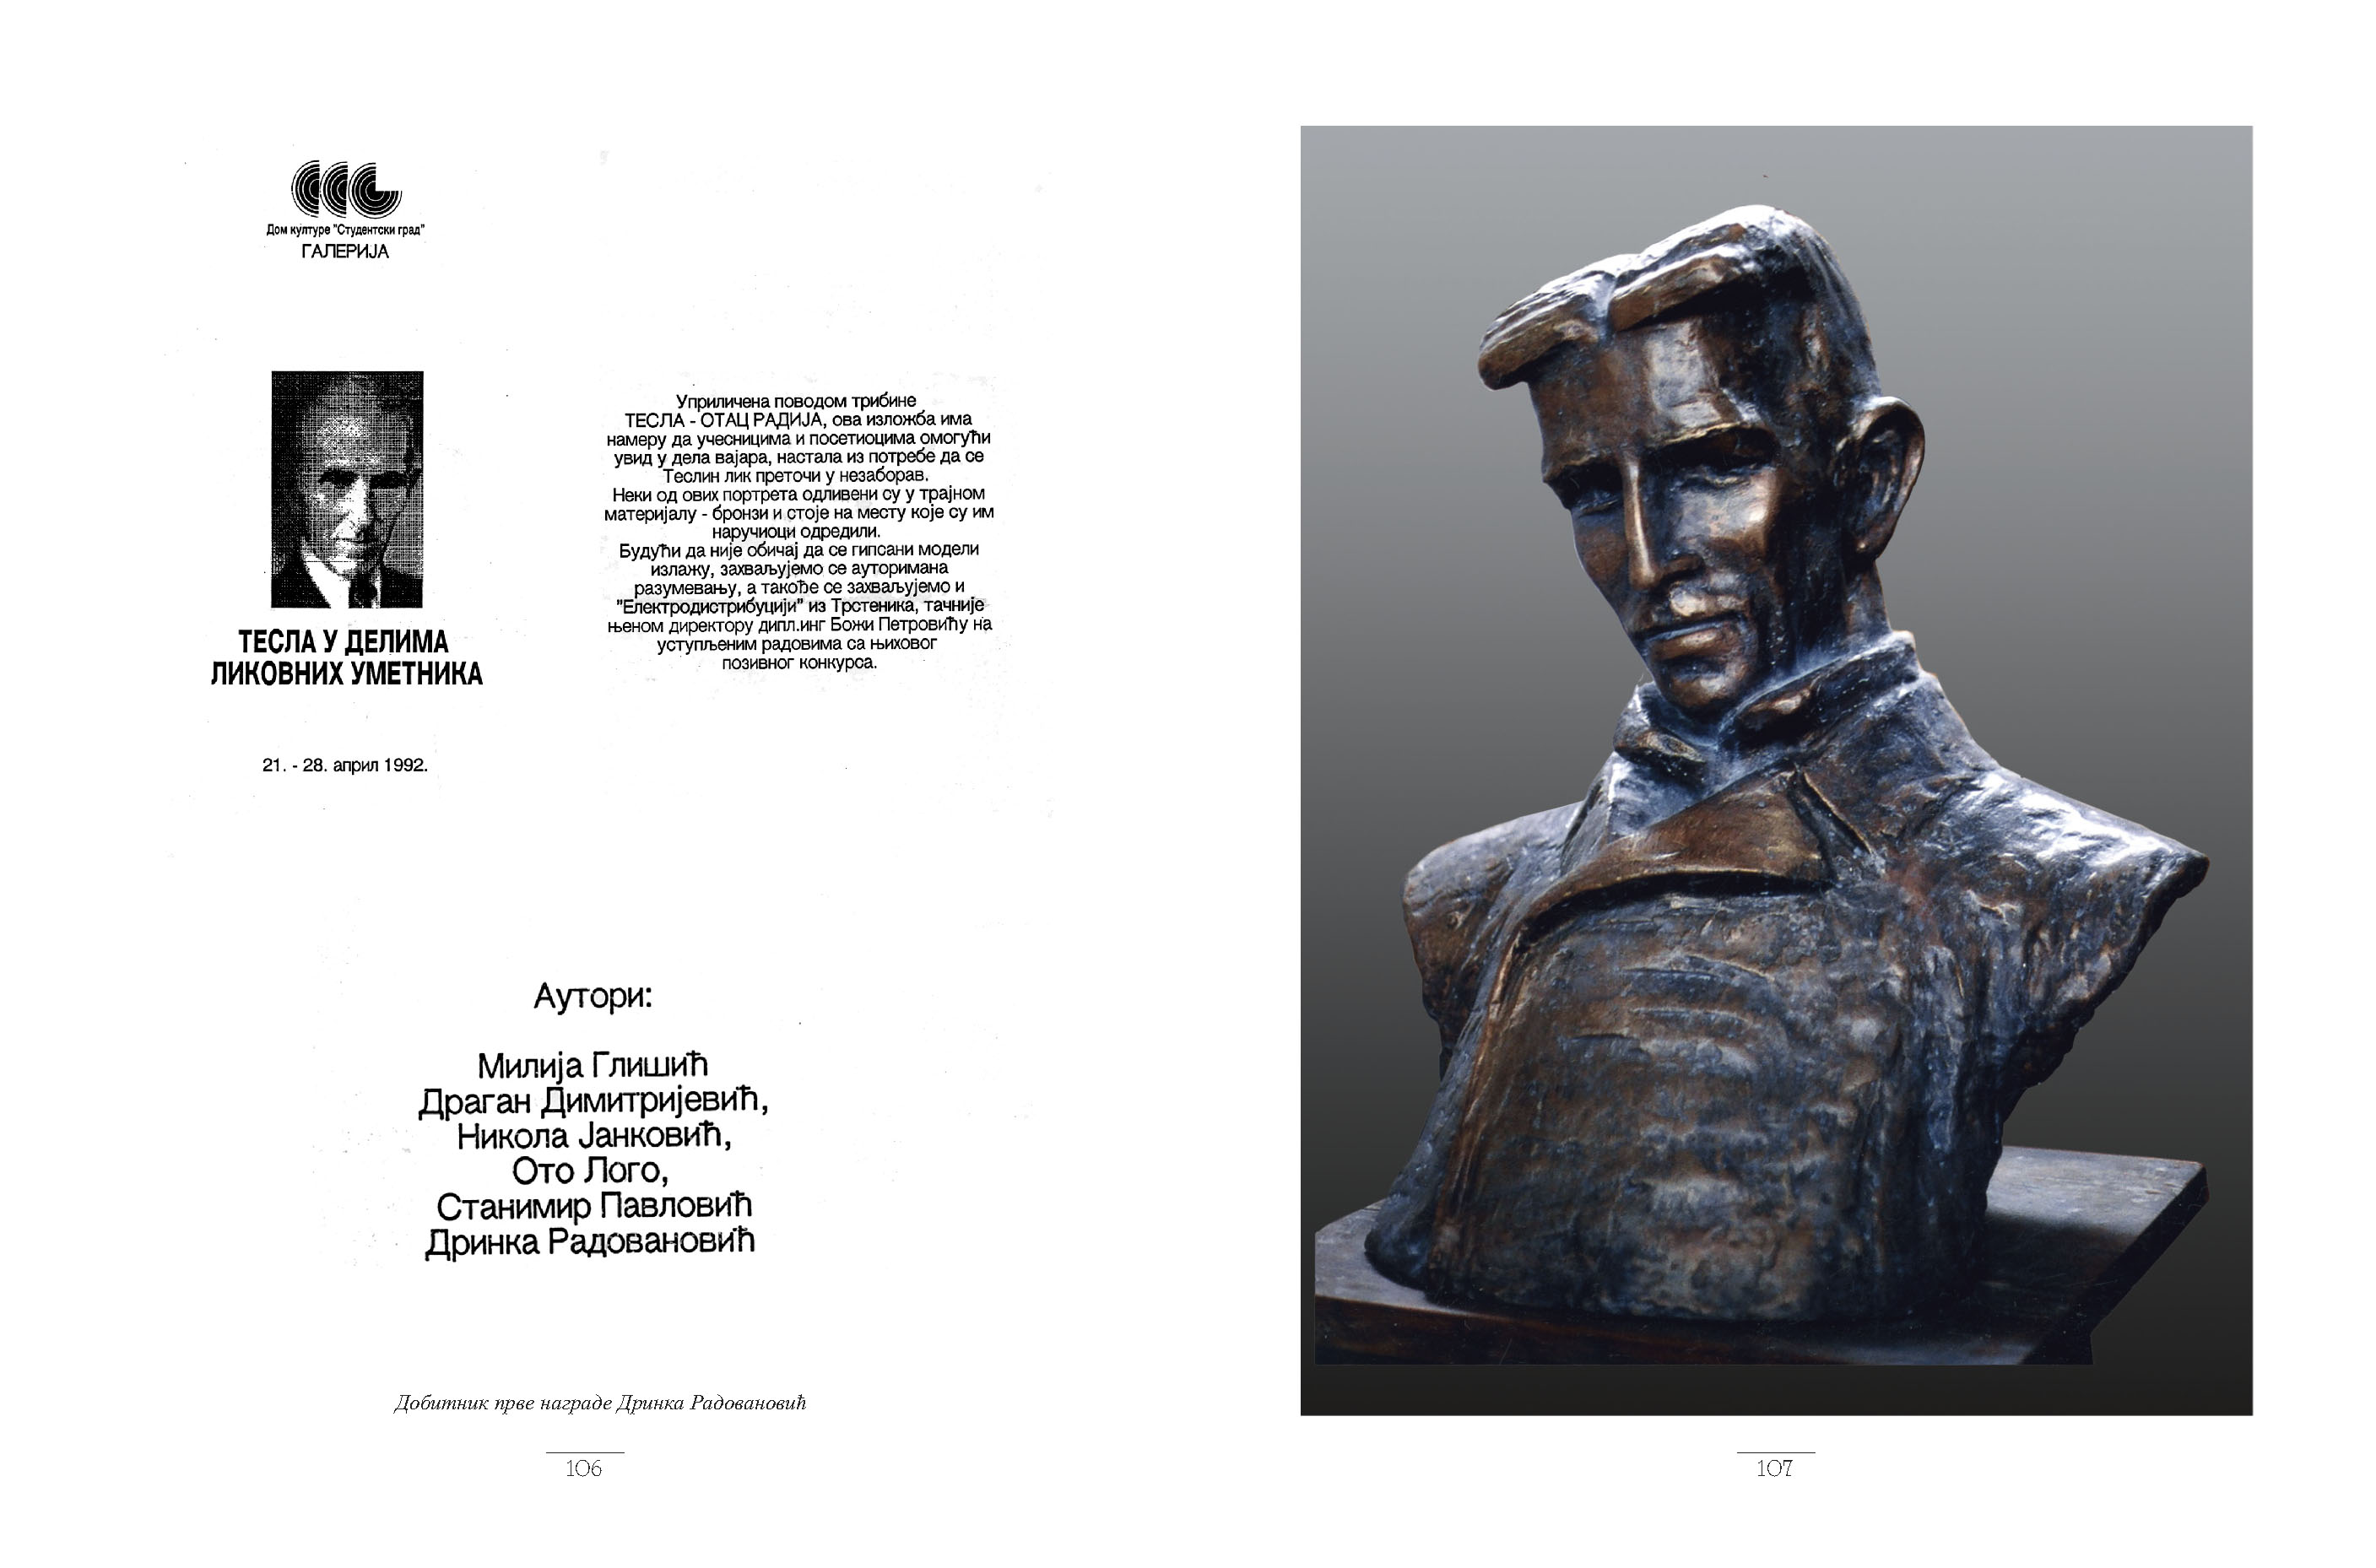 Дом културе "Студентски град"
ГАЛЕРИЈА
ТЕСЛА У ДЕЛИМА
ЛИКОВНИХ УМЕТНИКА
21. - 28. април 1992.
Уприличена поводом трибине
ТЕСЛА - ОТАЦ РАДИЈА, ова изложба има
намеру да учесницима и посетиоцима омогући
увид у дела вајара, настала из потребе да се
Теслин лик преточи у незаборав.
Неки од ових портрета одливени су у трајном
материјалу - бронзи и стоје на месту које су им
наручиоци одредили.
Будући да није обичај да се гипсани модели
излажу, захваљујемо се ауторимана
разумевању, а такође се захваљујемо и
"Електродистрибуцији" из Трстеника, тачније
њеном директору дипл.инг Божи Петровићу на
уступљеним радовима са њиховог
позивног конкурса.
Аутори:
Милија Глишић
Драган Димитријевић,
Никола Јанковић,
Ото Лого,
Станимир Павловић
Дринка Радовановић
Добитник прве награде Дринка Радовановић
106
107